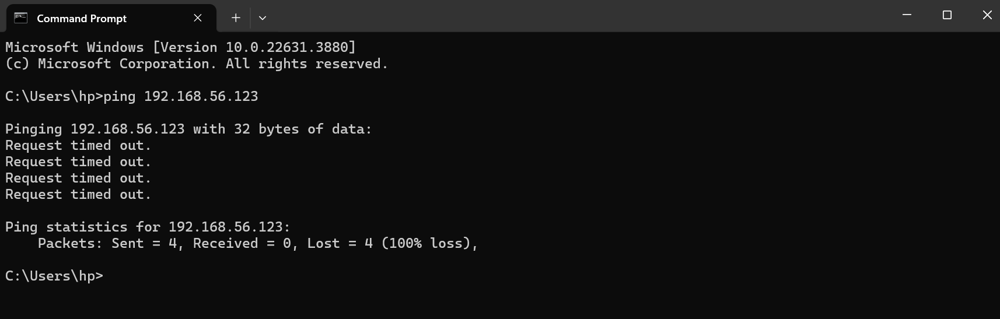 Command Prompt
Microsoft Windows [Version 10.0.22631.3880]
(c) Microsoft Corporation. All rights reserved.
C:\Users\hp>ping 192.168.56.123
Pinging 192.168.56.123 with 32 bytes of data:
Request timed out.
Request timed out.
Request timed out.
Request timed out.
Ping statistics for 192.168.56.123:
    Packets: Sent = 4, Received = 0, Lost = 4 (100% loss),
C:\Users\hp>